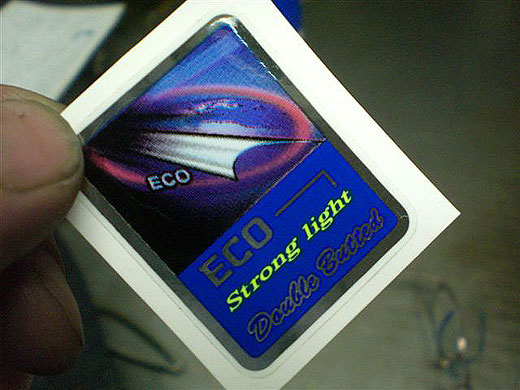 ECO
ECO
Strong light
Double Butted